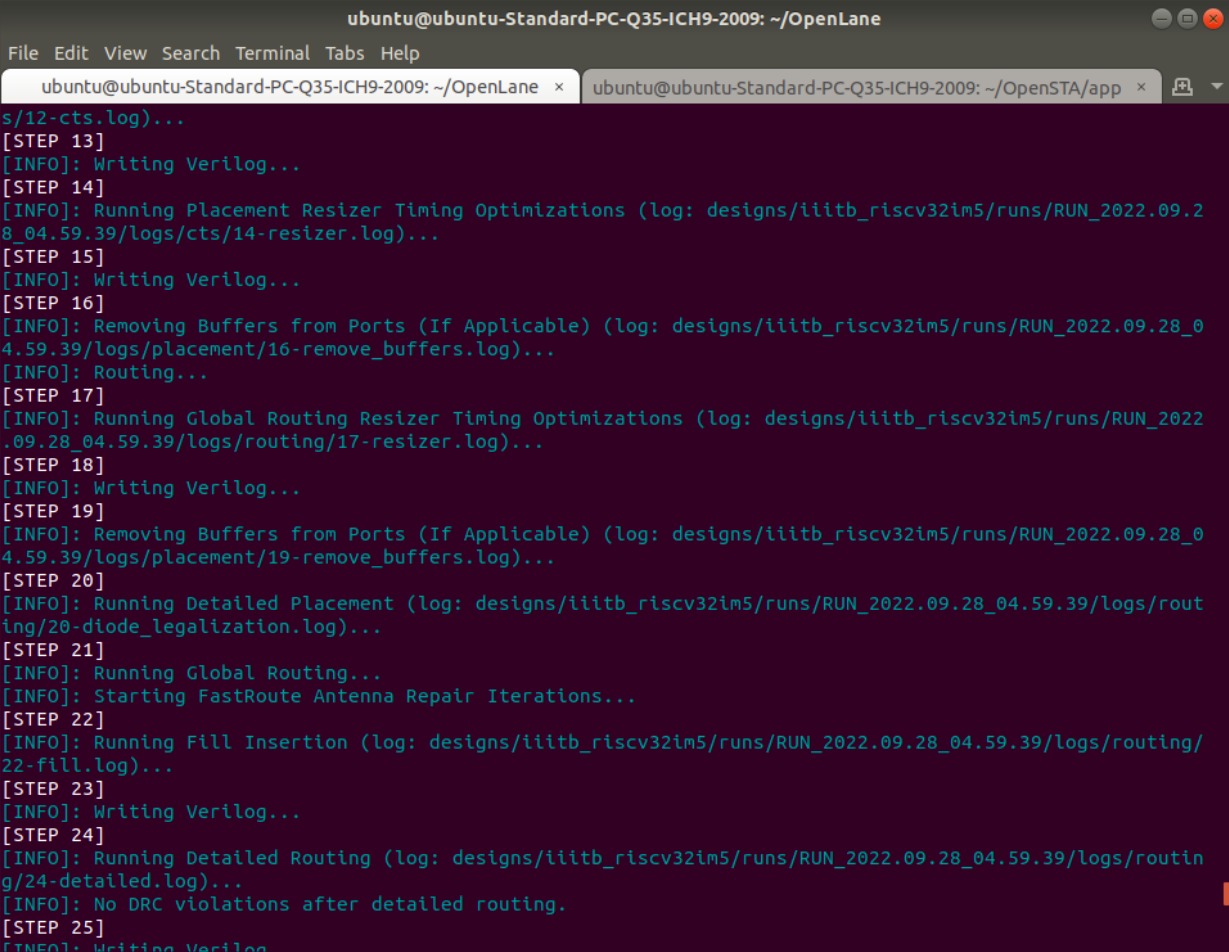 ubuntu@ubuntu-Standard-PC-Q35-ICH9-2009: ~/OpenLane
File Edit View Search Terminal Tabs Help
ubuntu@ubuntu-Standard-PC-Q35-ICH9-2009: ~/OpenLane × ubuntu@ubuntu-Standard-PC-Q35-ICH9-2009: ~/OpenSTA/app ×
s/12-cts.log)...
[STEP 13]
[INFO]: Writing Verilog...
[STEP 14]
[INFO]: Running Placement Resizer Timing Optimizations (log: designs/iiitb_riscv32im5/runs/RUN_2022.09.2
8_04.59.39/logs/cts/14-resizer.log)...
[STEP 15]
[INFO]: Writing Verilog...
[STEP 16]
[INFO]: Removing Buffers from Ports (If Applicable) (log: designs/iiitb_riscv32im5/runs/RUN_2022.09.28_0
4.59.39/logs/placement/16-remove_buffers.log)...
[INFO]: Routing...
[STEP 17]
[INFO]: Running Global Routing Resizer Timing Optimizations (log: designs/iiitb_riscv32im5/runs/RUN_2022
.09.28_04.59.39/logs/routing/17-resizer.log)...
[STEP 18]
[INFO]: Writing Verilog...
[STEP 19]
[INFO]: Removing Buffers from Ports (If Applicable) (log: designs/iiitb_riscv32im5/runs/RUN_2022.09.28_0
4.59.39/logs/placement/19-remove_buffers.log)...
[STEP 20]
[INFO]: Running Detailed Placement (log: designs/iiitb_riscv32im5/runs/RUN_2022.09.28_04.59.39/logs/rout
ing/20-diode_legalization.log)...
[STEP 21]
[INFO]: Running Global Routing...
[INFO]: Starting FastRoute Antenna Repair Iterations...
[STEP 22]
[INFO]: Running Fill Insertion (log: designs/iiitb_riscv32im5/runs/RUN_2022.09.28_04.59.39/logs/routing/
22-fill.log)...
[STEP 23]
[INFO]: Writing Verilog...
[STEP 24]
[INFO]: Running Detailed Routing (log: designs/iiitb_riscv32im5/runs/RUN_2022.09.28_04.59.39/logs/routin
g/24-detailed.log)...
[INFO]: No DRC violations after detailed routing.
[STEP 25]
[INFO]: Writing Verilog